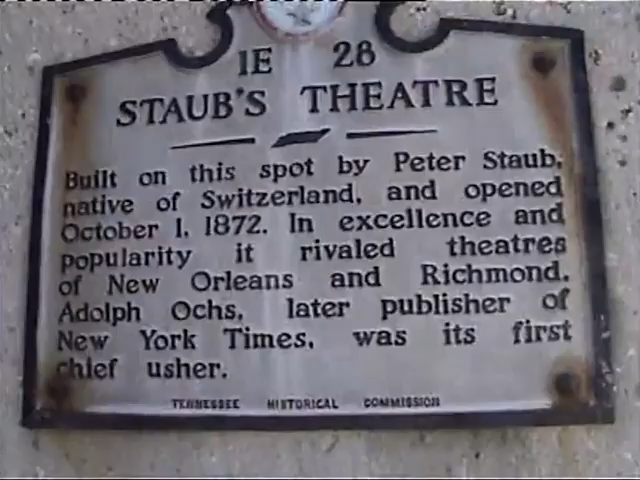 1E 28
STAUB'S THEATRE
Built on this spot by Peter Staub,
native of Switzerland, and opened
October 1, 1872. In excellence and
popularity it rivaled theatres
of New Orleans and Richmond.
Adolph Ochs, later publisher of
New York Times, was its first
chief usher.
TENNESSEE HISTORICAL COMMISSION